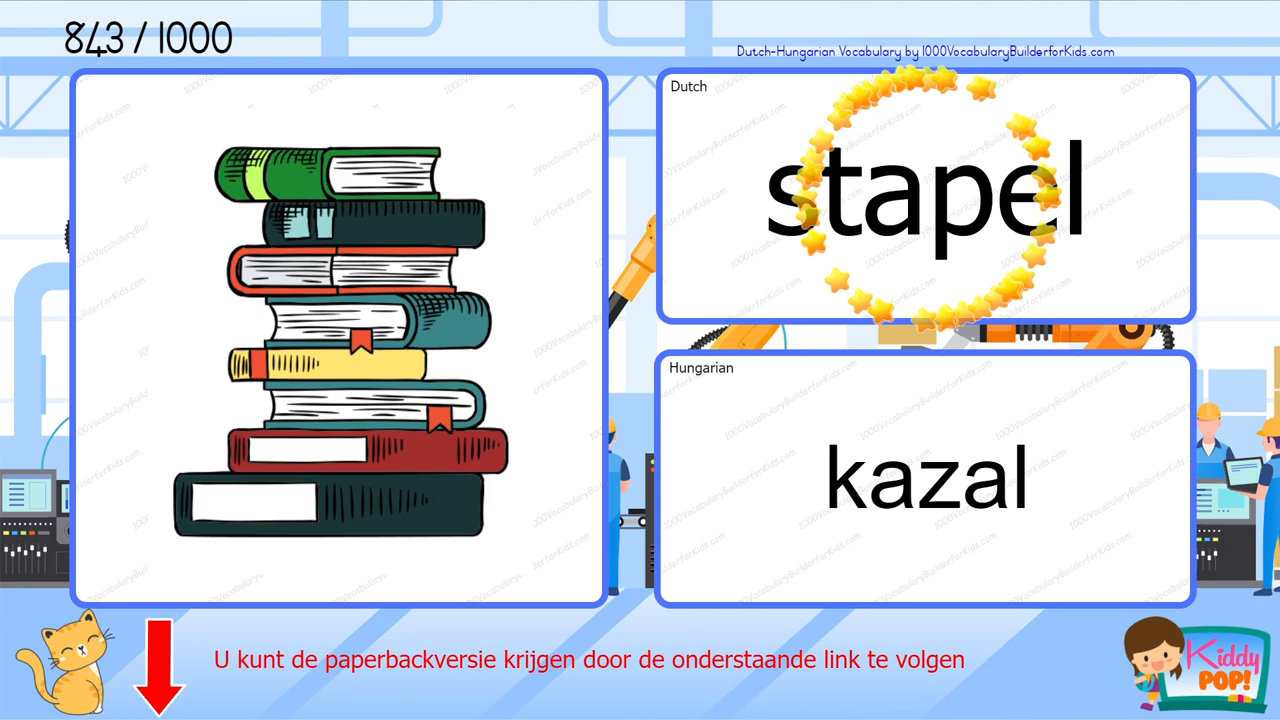 843 / 1000
Dutch-Hungarian Vocabulary by 1000VocabularyBuilderforKids.com
Dutch
stapel
Hungarian
kazal
U kunt de paperbackversie krijgen door de onderstaande link te volgen
Kiddy
POP!